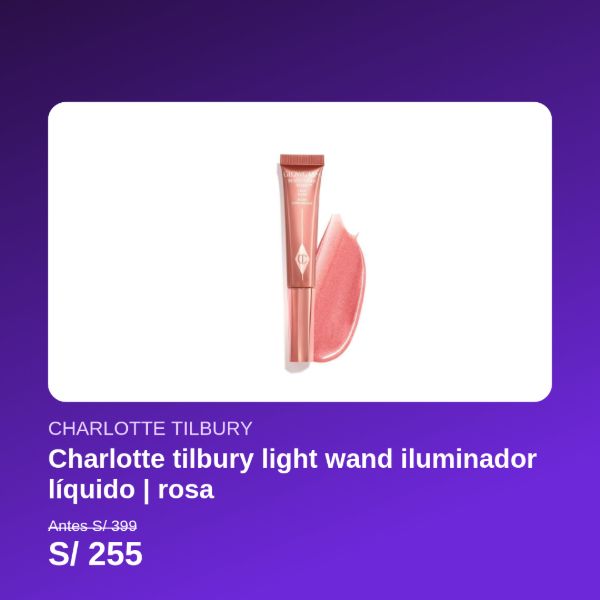 CHARLOTTE TILBURY
Charlotte tilbury light wand iluminador
líquido | rosa
Antes S/ 399
S/ 255